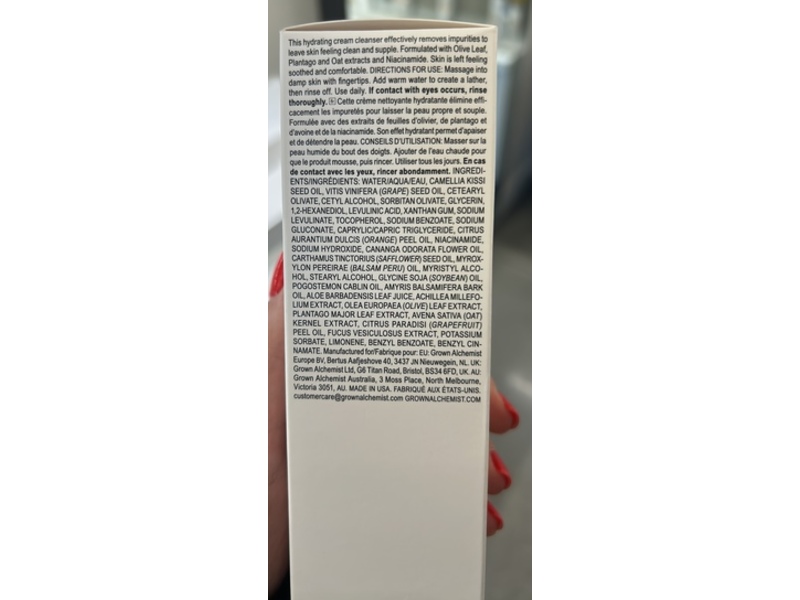 This hydrating cream cleanser effectively removes impurities to
leave skin feeling clean and supple. Formulated with Olive Leaf,
Plantago and Oat extracts and Niacinamide. Skin is left feeling
soothed and comfortable. DIRECTIONS FOR USE: Massage into
damp skin with fingertips. Add warm water to create a lather,
then rinse off. Use daily. If contact with eyes occurs, rinse
thoroughly. Cette crème nettoyante hydratante élimine effi-
cacement les impuretés pour laisser la peau propre et souple.
Formulée avec des extraits de feuilles d'olivier, de plantago et
d'avoine et de la niacinamide. Son effet hydratant permet d'apaiser
et de détendre la peau. CONSEILS D'UTILISATION: Masser sur la
peau humide du bout des doigts. Ajouter de l'eau chaude pour
que le produit mousse, puis rincer. Utiliser tous les jours. En cas
de contact avec les yeux, rincer abondamment. INGREDI-
ENTS/INGRÉDIENTS: WATER/AQUA/EAU, CAMELLIA KISSI
SEED OIL, VITIS VINIFERA (GRAPE) SEED OIL, CETEARYL
OLIVATE, CETYL ALCOHOL, SORBITAN OLIVATE, GLYCERIN,
1,2-HEXANEDIOL, LEVULINIC ACID, XANTHAN GUM, SODIUM
LEVULINATE, TOCOPHEROL, SODIUM BENZOATE, SODIUM
GLUCONATE, CAPRYLIC/CAPRIC TRIGLYCERIDE, CITRUS
AURANTIUM DULCIS (ORANGE) PEEL OIL, NIACINAMIDE,
SODIUM HYDROXIDE, CANANGA ODORATA FLOWER OIL,
CARTHAMUS TINCTORIUS (SAFFLOWER) SEED OIL, MYROX-
YLON PEREIRAE (BALSAM PERU) OIL, MYRISTYL ALCO-
HOL, STEARYL ALCOHOL, GLYCINE SOJA (SOYBEAN) OIL,
POGOSTEMON CABLIN OIL, AMYRIS BALSAMIFERA BARK
OIL, ALOE BARBADENSIS LEAF JUICE, ACHILLEA MILLEFO-
LIUM EXTRACT, OLEA EUROPAEA (OLIVE) LEAF EXTRACT,
PLANTAGO MAJOR LEAF EXTRACT, AVENA SATIVA (OAT)
KERNEL EXTRACT, CITRUS PARADISI (GRAPEFRUIT)
PEEL OIL, FUCUS VESICULOSUS EXTRACT, POTASSIUM
SORBATE, LIMONENE, BENZYL BENZOATE, BENZYL CIN-
NAMATE. Manufactured for/Fabrique pour: EU: Grown Alchemist
Europe BV, Bertus Aafjeshove 40, 3437 JN Nieuwegein, NL. UK:
Grown Alchemist Ltd, G6 Titan Road, Bristol, BS34 6FD, UK. AU:
Grown Alchemist Australia, 3 Moss Place, North Melbourne,
Victoria 3051, AU. MADE IN USA. FABRIQUÉ AUX ÉTATS-UNIS.
customercare@grownalchemist.com GROWNALCHEMIST.COM